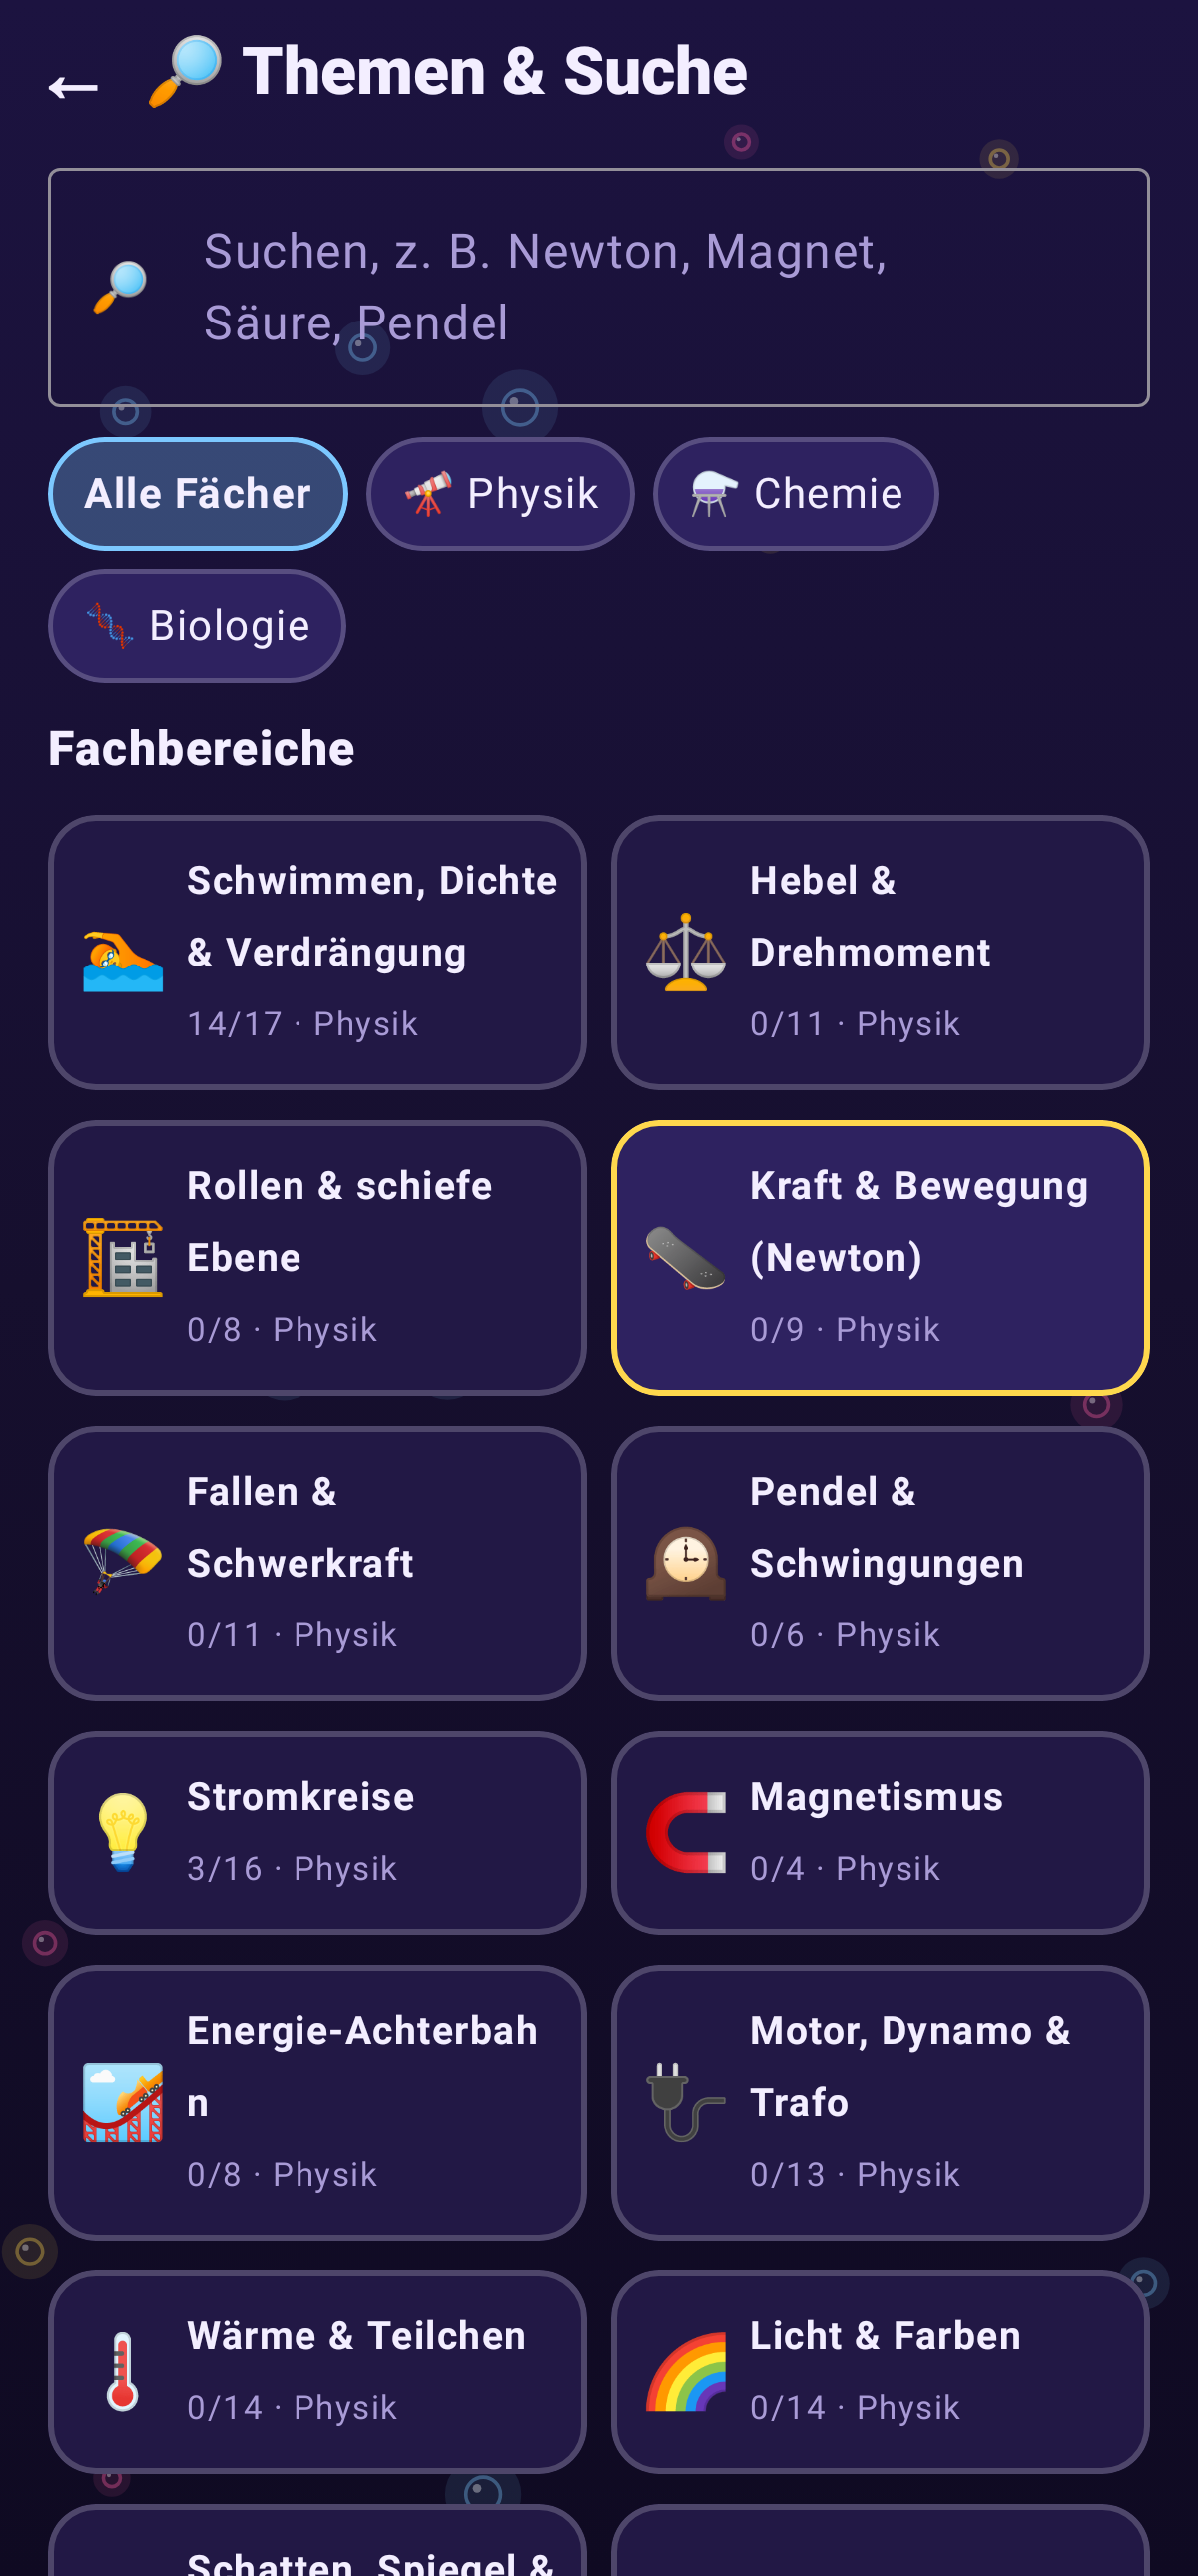 ← Themen & Suche
Suchen, z. B. Newton, Magnet,
Säure, Pendel
Alle Fächer
Physik
Chemie
Biologie
Fachbereiche
Schwimmen, Dichte
& Verdrängung
14/17 · Physik
Hebel &
Drehmoment
0/11 · Physik
Rollen & schiefe
Ebene
0/8 · Physik
Kraft & Bewegung
(Newton)
0/9 · Physik
Fallen &
Schwerkraft
0/11 · Physik
Pendel &
Schwingungen
0/6 · Physik
Stromkreise
3/16 · Physik
Magnetismus
0/4 · Physik
Energie-Achterbah
n
0/8 · Physik
Motor, Dynamo &
Trafo
0/13 · Physik
Wärme & Teilchen
0/14 · Physik
Licht & Farben
0/14 · Physik
Schatten, Spiegel &